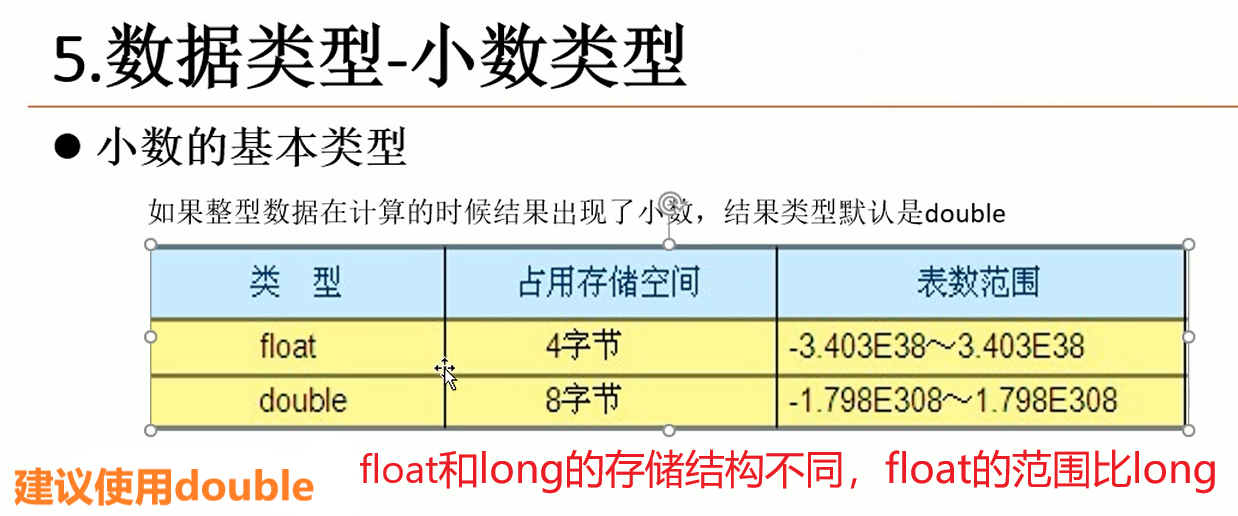 5.数据类型-小数类型
● 小数的基本类型
如果整型数据在计算的时候结果出现了小数，结果类型默认是double
类 型 占用存储空间 表数范围
float 4字节 -3.403E38～3.403E38
double 8字节 -1.798E308～1.798E308
建议使用double float和long的存储结构不同，float的范围比long